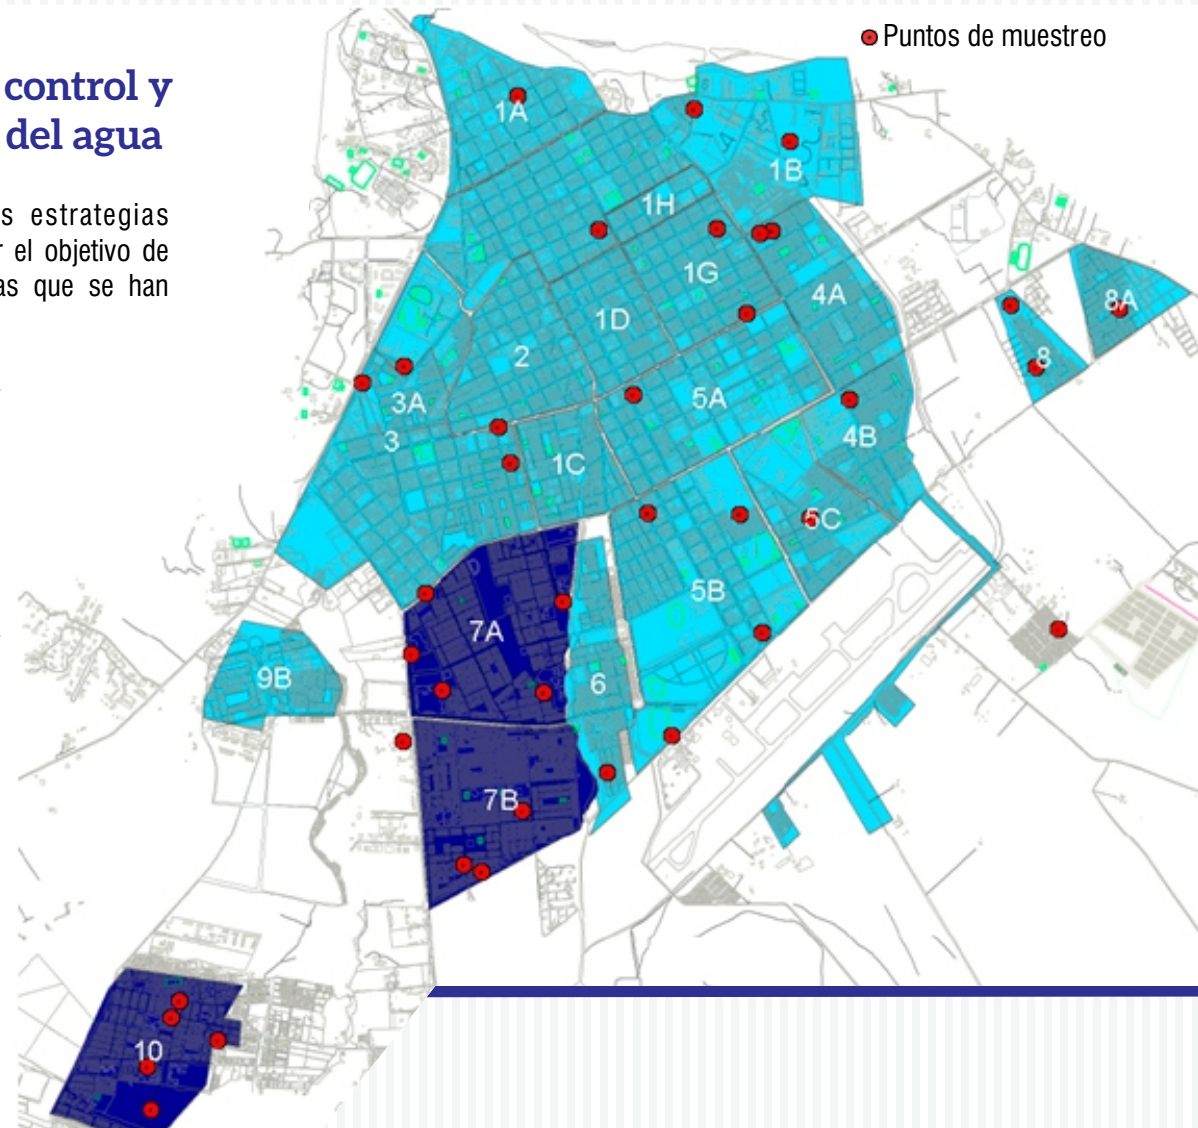 Puntos de muestreo
control y
del agua
s estrategias
r el objetivo de
as que se han
1A
1B
1H
1G
4A
8A
8
1D
2
5A
3A
3
4B
1C
5C
5B
7A
6
9B
7B
10